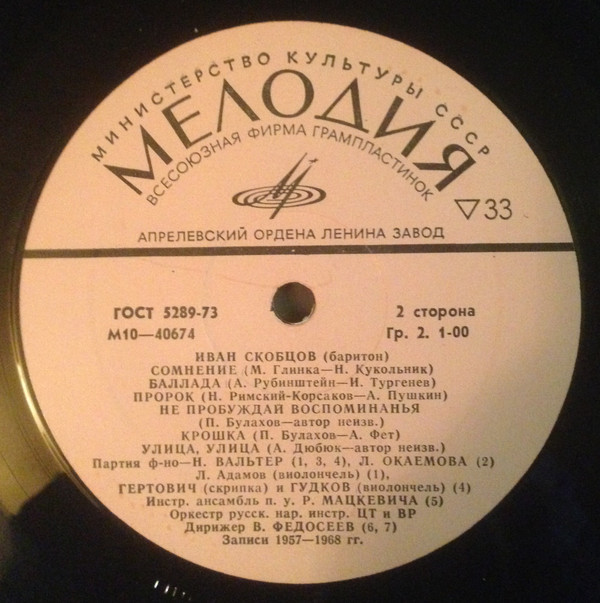 МИНИСТЕРСТВО КУЛЬТУРЫ СССР
МЕЛОДИЯ
ВСЕСОЮЗНАЯ ФИРМА ГРАМПЛАСТИНОК
▽33
АПРЕЛЕВСКИЙ ОРДЕНА ЛЕНИНА ЗАВОД
ГОСТ 5289-73 2 сторона
М10—40674 Гр. 2. 1-00
ИВАН СКОБЦОВ (баритон)
СОМНЕНИЕ (М. Глинка—Н. Кукольник)
БАЛЛАДА (А. Рубинштейн—И. Тургенев)
ПРОРОК (Н. Римский-Корсаков—А. Пушкин)
НЕ ПРОБУЖДАЙ ВОСПОМИНАНЬЯ
(П. Булахов—автор неизв.)
КРОШКА (П. Булахов—А. Фет)
УЛИЦА, УЛИЦА (А. Дюбюк—автор неизв.)
Партия ф-но—Н. ВАЛЬТЕР (1, 3, 4), Л. ОКАЕМОВА (2)
Л. Адамов (виолончель) (1),
ГЕРТОВИЧ (скрипка) и ГУДКОВ (виолончель) (4)
Инстр. ансамбль п. у. Р. МАЦКЕВИЧА (5)
Оркестр русск. нар. инстр. ЦТ и ВР
Дирижер В. ФЕДОСЕЕВ (6, 7)
Записи 1957—1968 гг.